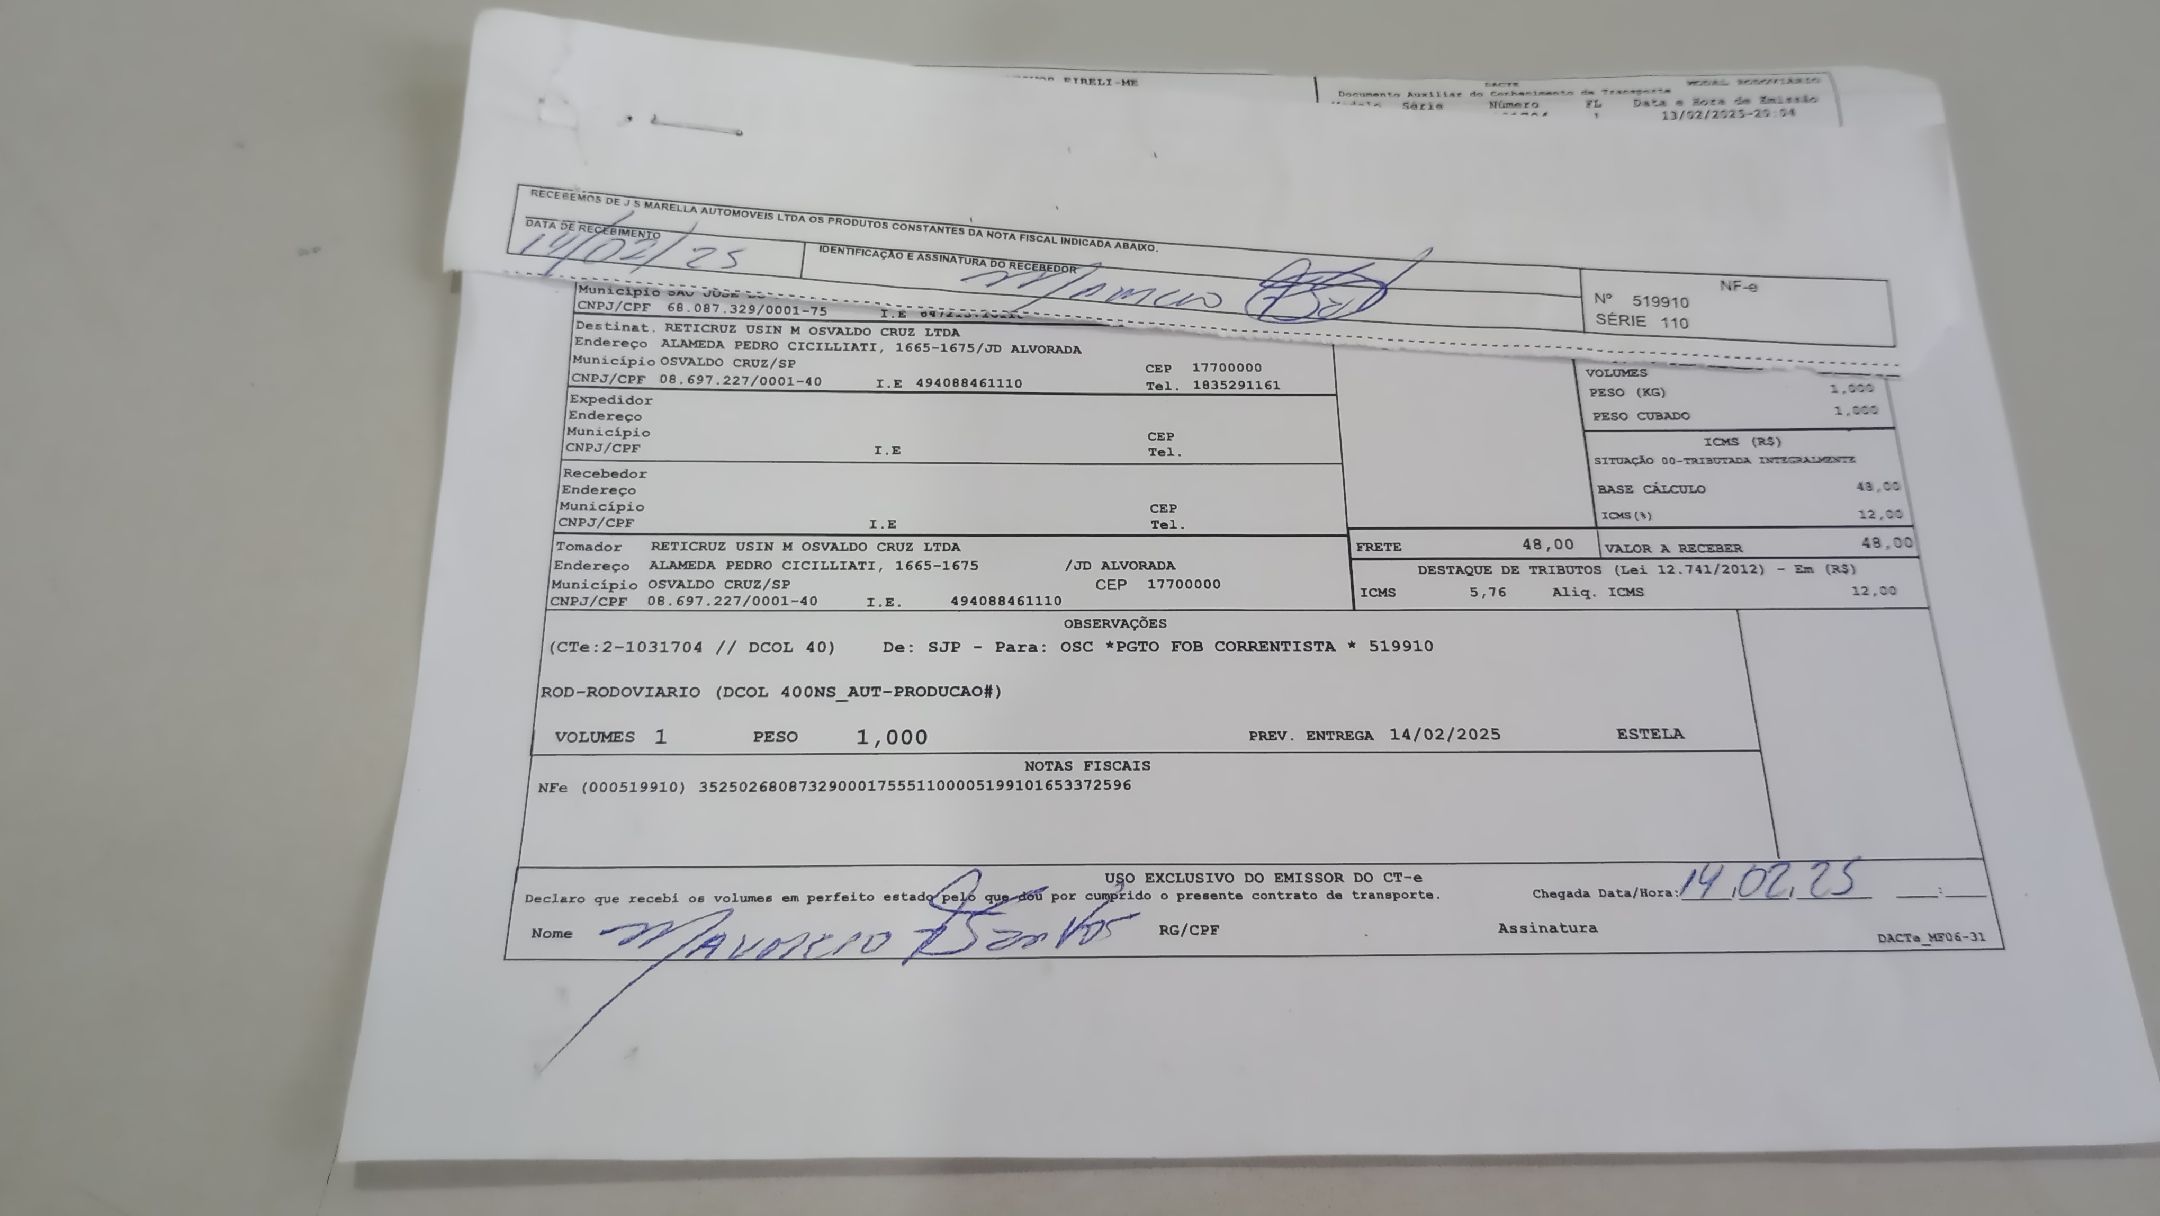 EIRELI-ME
DACTE MODAL RODOVIÁRIO
Documento Auxiliar do Conhecimento de Transporte
Modelo Série Número FL Data e Hora de Emissão
1 13/02/2025-20:04
RECEBEMOS DE J S MARELLA AUTOMOVEIS LTDA OS PRODUTOS CONSTANTES DA NOTA FISCAL INDICADA ABAIXO.
DATA DE RECEBIMENTO
14/02/25
IDENTIFICAÇÃO E ASSINATURA DO RECEBEDOR
NF-e
Nº 519910
SÉRIE 110
Município SAO JOSE
CNPJ/CPF 68.087.329/0001-75 I.E
Destinat. RETICRUZ USIN M OSVALDO CRUZ LTDA
Endereço ALAMEDA PEDRO CICILLIATI, 1665-1675/JD ALVORADA
Município OSVALDO CRUZ/SP CEP 17700000
CNPJ/CPF 08.697.227/0001-40 I.E 494088461110 Tel. 1835291161
Expedidor
Endereço
Município CEP
CNPJ/CPF I.E Tel.
Recebedor
Endereço
Município CEP
CNPJ/CPF I.E Tel.
VOLUMES
PESO (KG) 1,000
PESO CUBADO 1,000
ICMS (R$)
SITUAÇÃO 00-TRIBUTADA INTEGRALMENTE
BASE CÁLCULO 48,00
ICMS(%) 12,00
Tomador RETICRUZ USIN M OSVALDO CRUZ LTDA
Endereço ALAMEDA PEDRO CICILLIATI, 1665-1675 /JD ALVORADA
Município OSVALDO CRUZ/SP CEP 17700000
CNPJ/CPF 08.697.227/0001-40 I.E. 494088461110
FRETE 48,00 VALOR A RECEBER 48,00
DESTAQUE DE TRIBUTOS (Lei 12.741/2012) - Em (R$)
ICMS 5,76 Aliq. ICMS 12,00
OBSERVAÇÕES
(CTe:2-1031704 // DCOL 40) De: SJP - Para: OSC *PGTO FOB CORRENTISTA * 519910
ROD-RODOVIARIO (DCOL 400NS_AUT-PRODUCAO#)
VOLUMES 1 PESO 1,000 PREV. ENTREGA 14/02/2025 ESTELA
NOTAS FISCAIS
NFe (000519910) 35250268087329000175551100005199101653372596
USO EXCLUSIVO DO EMISSOR DO CT-e
Declaro que recebi os volumes em perfeito estado pelo que dou por cumprido o presente contrato de transporte. Chegada Data/Hora: 14.02.25 :
Nome RG/CPF Assinatura
DACTe_MF06-31